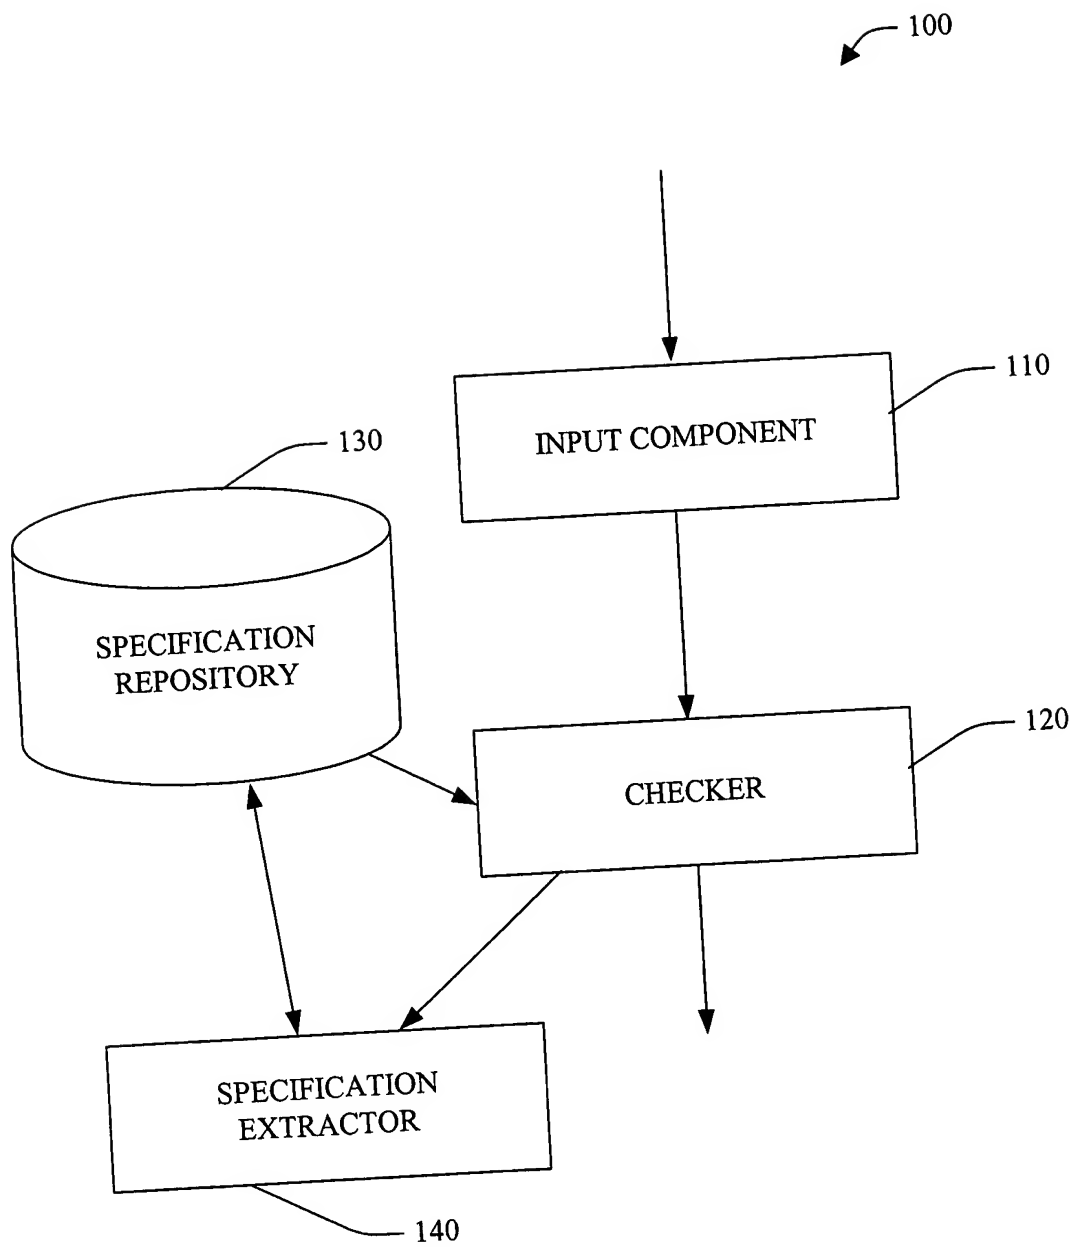 100
110
INPUT COMPONENT
130
SPECIFICATION
REPOSITORY
120
CHECKER
SPECIFICATION
EXTRACTOR
140